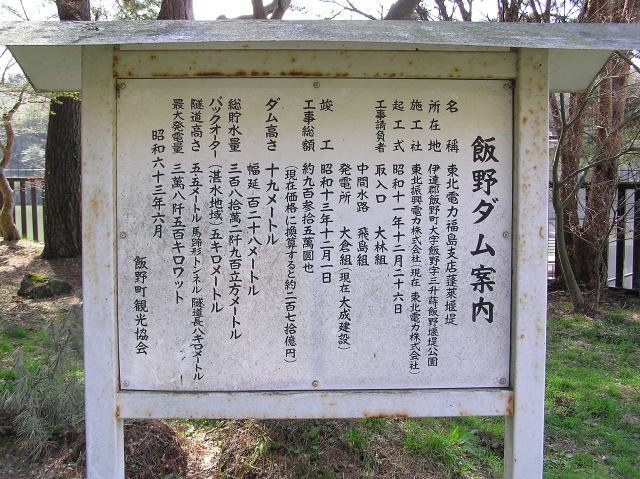 飯野ダム案内
名称 東北電力福島支店蓬莱堰堤
所在地 伊達郡飯野町大字飯野字三升蒔飯野堰堤公園
施工社 東北振興電力株式会社(現在 東北電力株式会社)
起工式 昭和十一年十二月二十六日
工事請負者 取入口 大林組
中間水路 飛島組
発電所 大倉組(現在大成建設)
竣工 昭和十三年十二月一日
工事総額 約九百参拾五萬圓也
(現在価格に換算すると約二百七拾億円)
ダム高さ 十九メートル
幅延一百二十八メートル
総貯水量 三百八拾萬二阡九百立方メートル
バックオーター(湛水地域)五キロメートル
隧道高さ 五.五メートル 馬蹄形トンネル 隧道長八キロメートル
最大発電量 三萬八阡五百キロワット
昭和六十三年六月
飯野町観光協会